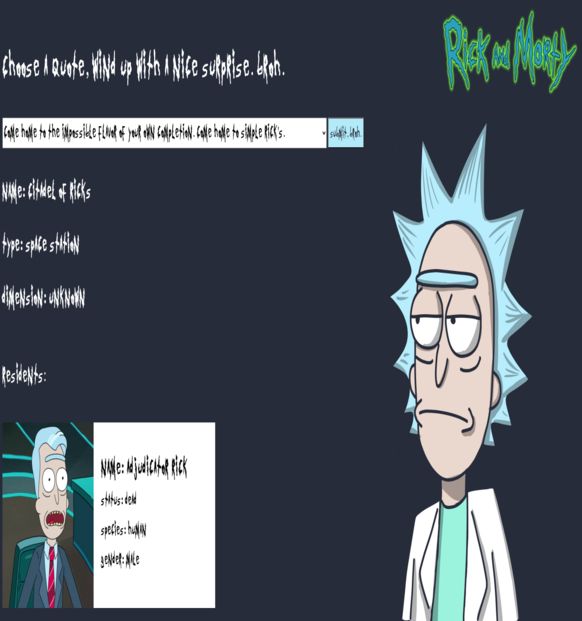 Rick and Morty
Choose a Quote, Wind up with a nice surprise. bruh.
Come home to the impossible flavor of your own completion. Come home to simple Rick's.
submit. bruh.
Name: Citadel of Ricks
type: space station
dimension: unknown
Residents:
Name: Adjudicator Rick
status: dead
species: human
gender: male